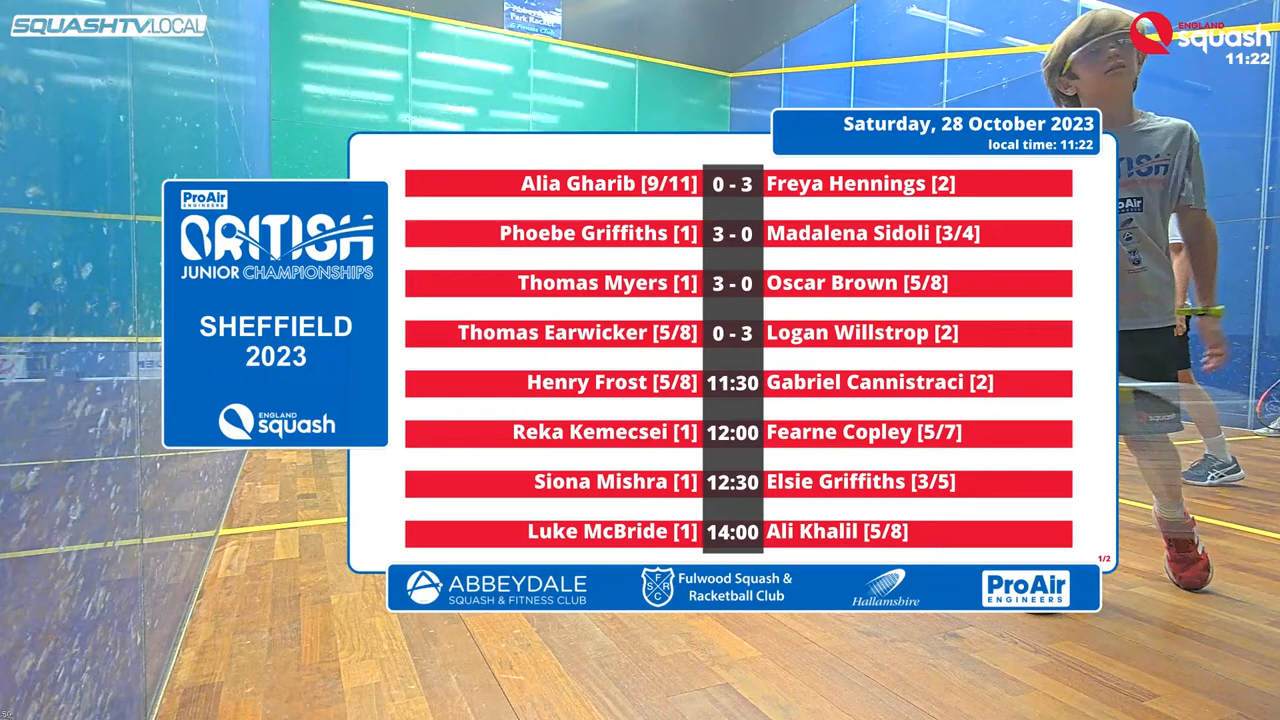 SQUASHTV.LOCAL
Abbeydale
Park Racket
& Fitness Club
ENGLAND
squash
11:22
Saturday, 28 October 2023
local time: 11:22
ProAir
ENGINEERS
BRITISH
JUNIOR CHAMPIONSHIPS
SHEFFIELD
2023
ENGLAND
squash
Alia Gharib [9/11] 0 - 3 Freya Hennings [2]
Phoebe Griffiths [1] 3 - 0 Madalena Sidoli [3/4]
Thomas Myers [1] 3 - 0 Oscar Brown [5/8]
Thomas Earwicker [5/8] 0 - 3 Logan Willstrop [2]
Henry Frost [5/8] 11:30 Gabriel Cannistraci [2]
Reka Kemecsei [1] 12:00 Fearne Copley [5/7]
Siona Mishra [1] 12:30 Elsie Griffiths [3/5]
Luke McBride [1] 14:00 Ali Khalil [5/8]
1/2
ABBEYDALE
SQUASH & FITNESS CLUB
F
S R
C
Fulwood Squash &
Racketball Club
Hallamshire
ProAir
ENGINEERS